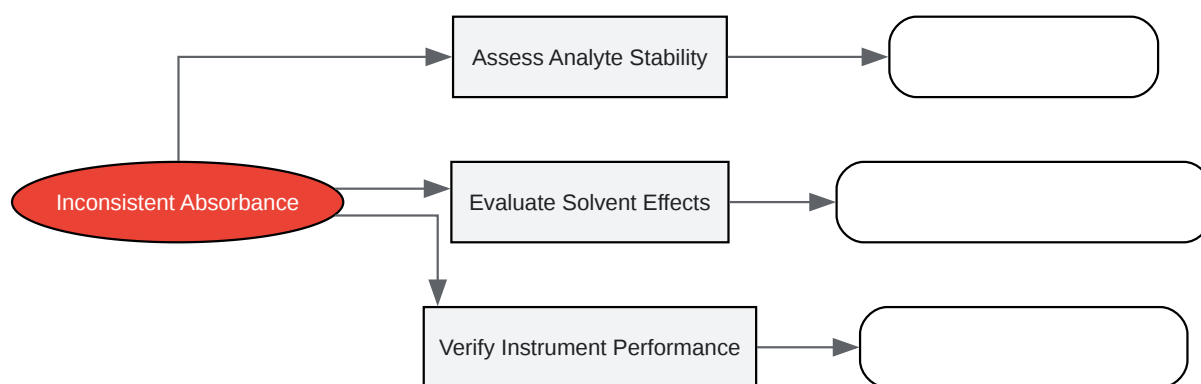 Assess Analyte Stability
Inconsistent Absorbance
Evaluate Solvent Effects
Verify Instrument Performance